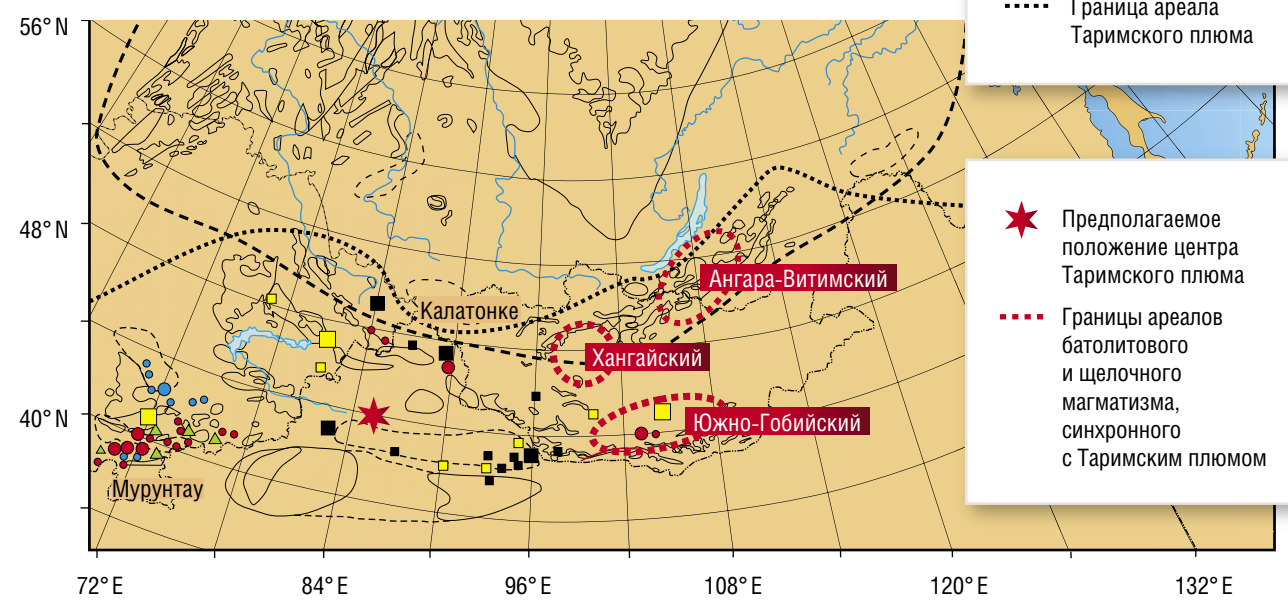 Граница ареала
Таримского плюма
56° N
48° N
40° N
Калатонке
Мурунтау
Ангара-Витимский
Хангайский
Южно-Гобийский
Предполагаемое
положение центра
Таримского плюма
Границы ареалов
батолитового
и щелочного
магматизма,
синхронного
с Таримским плюмом
72° E
84° E
96° E
108° E
120° E
132° E